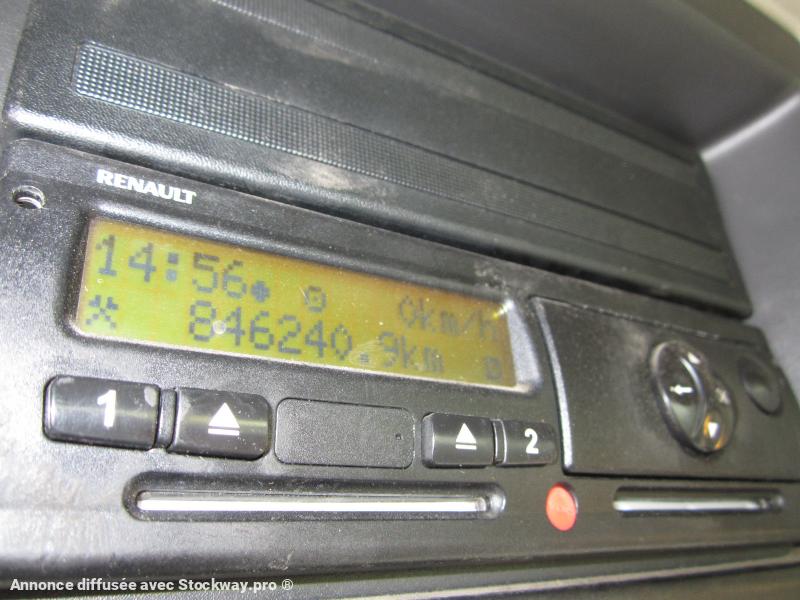 RENAULT
14:56 0km/h
846240.9km
1
2
Annonce diffusée avec Stockway.pro ®